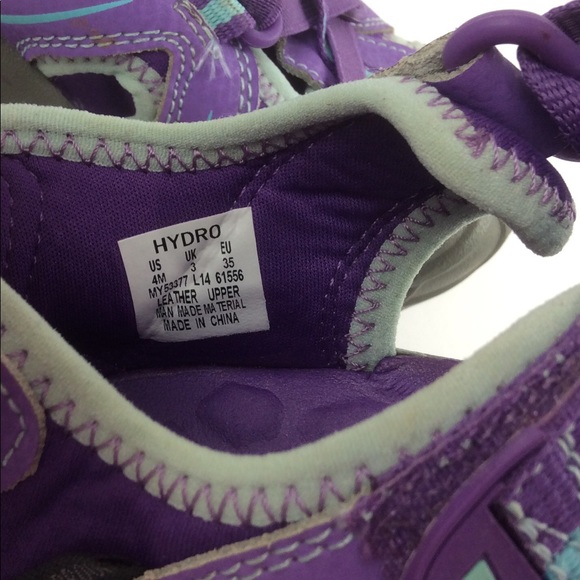 HYDRO
US UK EU
4M 3 35
MY53377 L14 61556
LEATHER UPPER
MAN MADE MATERIAL
MADE IN CHINA